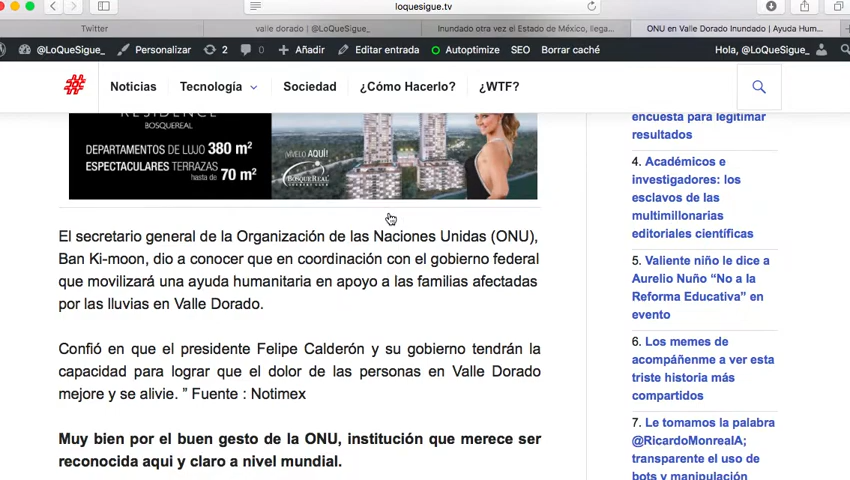 loquesigue.tv
Twitter
valle dorado | @LoQueSigue_
Inundado otra vez el Estado de México, llega...
ONU en Valle Dorado Inundado | Ayuda Hum...
@LoQueSigue_ Personalizar 2 0 Añadir Editar entrada Autoptimize SEO Borrar caché Hola, @LoQueSigue_
# Noticias Tecnología Sociedad ¿Cómo Hacerlo? ¿WTF?
RESIDENCE
BOSQUEREAL
DEPARTAMENTOS DE LUJO 380 m²
ESPECTACULARES TERRAZAS
hasta de 70 m²
¡VIVELO AQUÍ!
BOSQUEREAL
El secretario general de la Organización de las Naciones Unidas (ONU),
Ban Ki-moon, dio a conocer que en coordinación con el gobierno federal
que movilizará una ayuda humanitaria en apoyo a las familias afectadas
por las lluvias en Valle Dorado.
Confió en que el presidente Felipe Calderón y su gobierno tendrán la
capacidad para lograr que el dolor de las personas en Valle Dorado
mejore y se alivie. ” Fuente : Notimex
Muy bien por el buen gesto de la ONU, institución que merece ser
reconocida aqui y claro a nivel mundial.
encuesta para legitimar
resultados
4. Académicos e
investigadores: los
esclavos de las
multimillonarias
editoriales científicas
5. Valiente niño le dice a
Aurelio Nuño “No a la
Reforma Educativa” en
evento
6. Los memes de
acompáñenme a ver esta
triste historia más
compartidos
7. Le tomamos la palabra
@RicardoMonrealA;
transparente el uso de
bots y manipulación